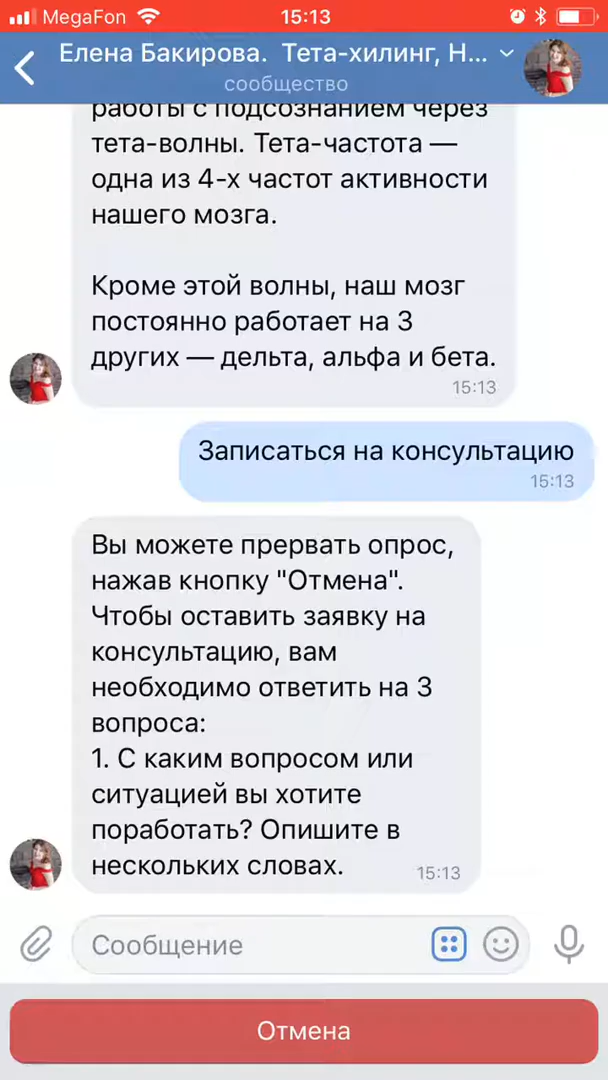 MegaFon
15:13
Елена Бакирова. Тета-хилинг, Н...
сообщество
работы с подсознанием через
тета-волны. Тета-частота —
одна из 4-х частот активности
нашего мозга.
Кроме этой волны, наш мозг
постоянно работает на 3
других — дельта, альфа и бета.
15:13
Записаться на консультацию
15:13
Вы можете прервать опрос,
нажав кнопку "Отмена".
Чтобы оставить заявку на
консультацию, вам
необходимо ответить на 3
вопроса:
1. С каким вопросом или
ситуацией вы хотите
поработать? Опишите в
нескольких словах.
15:13
Сообщение
Отмена